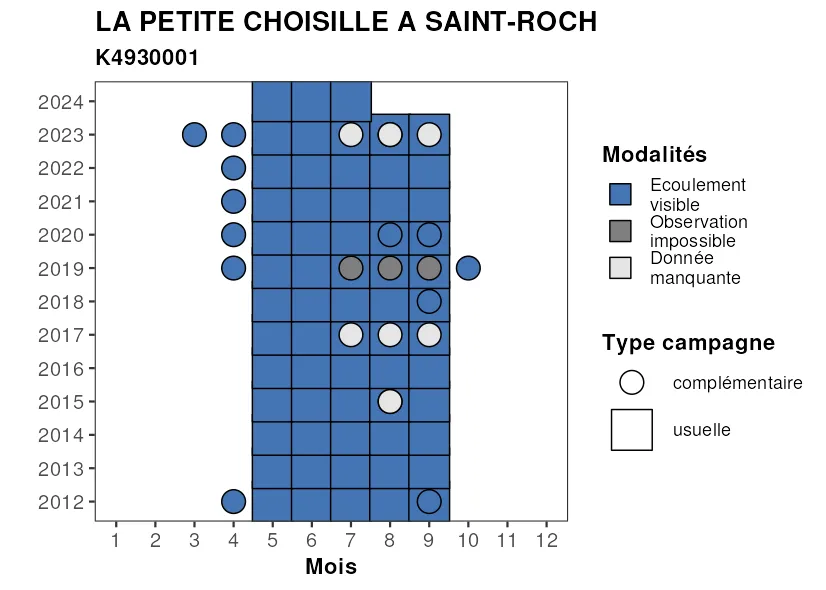 LA PETITE CHOISILLE A SAINT-ROCH
K4930001
2024
2023
2022
2021
2020
2019
2018
2017
2016
2015
2014
2013
2012
1 2 3 4 5 6 7 8 9 10 11 12
Mois
Modalités
Ecoulement
visible
Observation
impossible
Donnée
manquante
Type campagne
complémentaire
usuelle